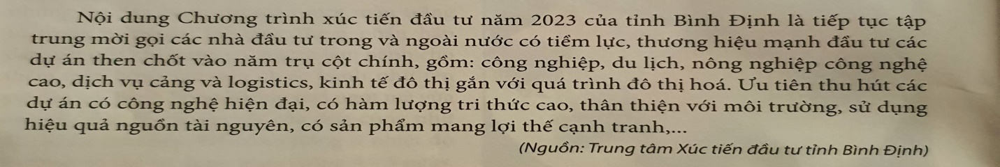 Nội dung Chương trình xúc tiến đầu tư năm 2023 của tỉnh Bình Định là tiếp tục tập
trung mời gọi các nhà đầu tư trong và ngoài nước có tiềm lực, thương hiệu mạnh đầu tư các
dự án then chốt vào năm trụ cột chính, gồm: công nghiệp, du lịch, nông nghiệp công nghệ
cao, dịch vụ cảng và logistics, kinh tế đô thị gắn với quá trình đô thị hoá. Ưu tiên thu hút các
dự án có công nghệ hiện đại, có hàm lượng tri thức cao, thân thiện với môi trường, sử dụng
hiệu quả nguồn tài nguyên, có sản phẩm mang lợi thế cạnh tranh,...
(Nguồn: Trung tâm Xúc tiến đầu tư tỉnh Bình Định)